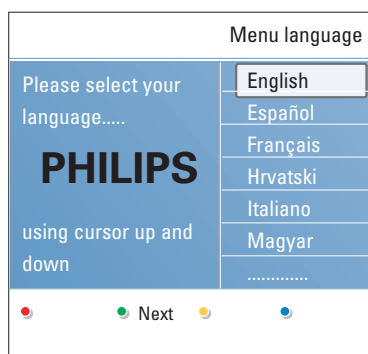 Menu language
Please select your
language.....
PHILIPS
using cursor up and
down
English
Español
Français
Hrvatski
Italiano
Magyar
.............
Next